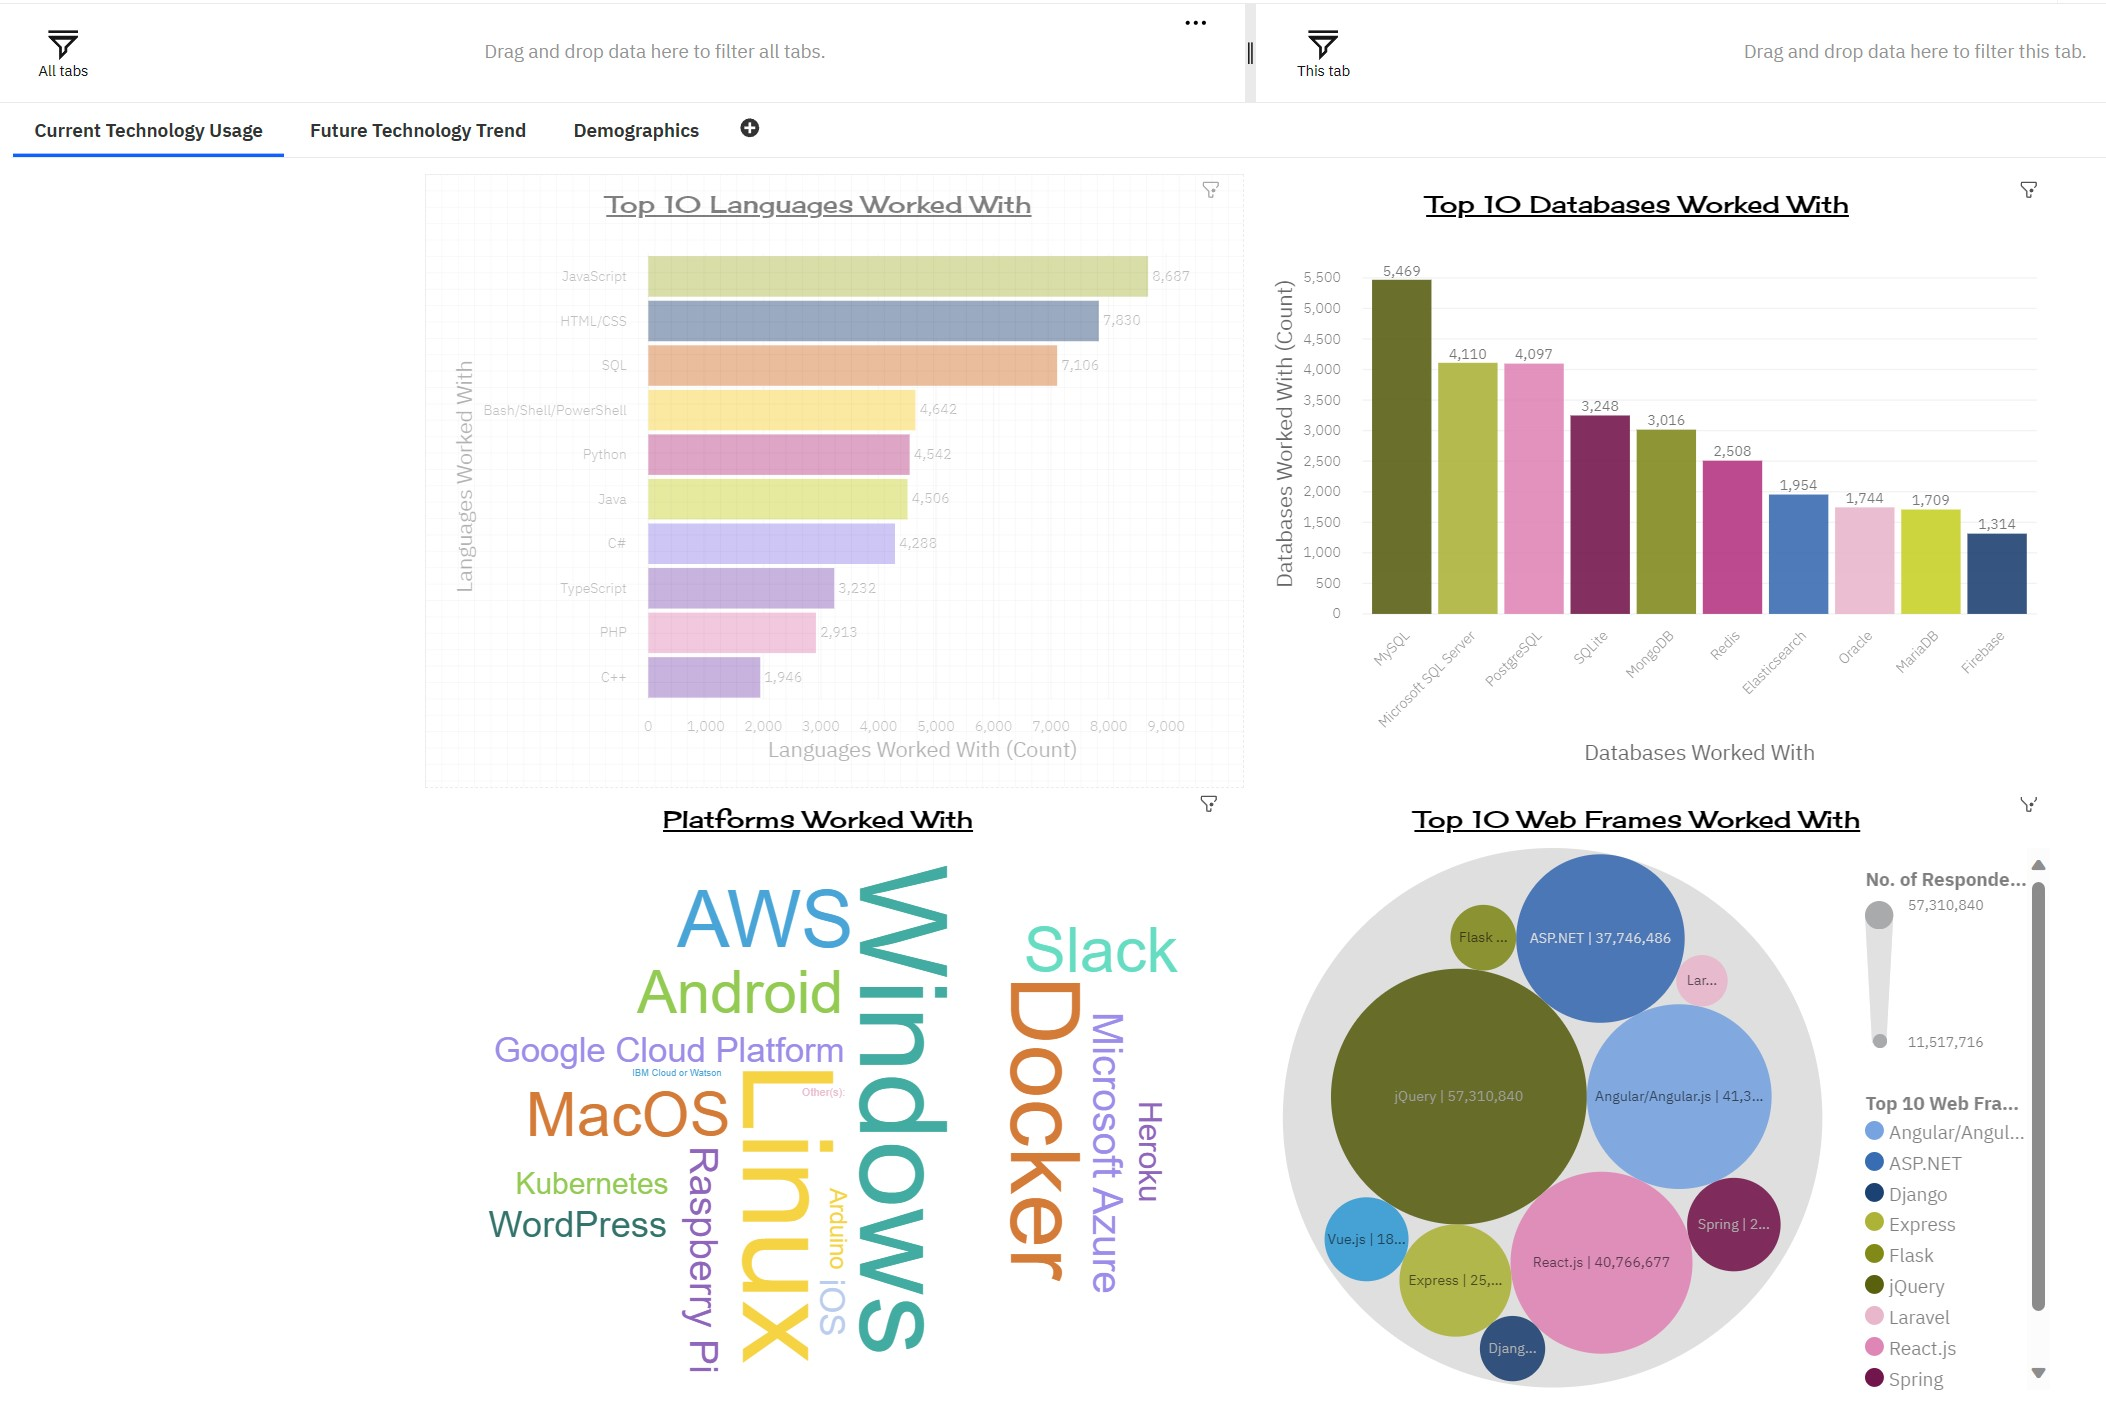 All tabs
Drag and drop data here to filter all tabs.
This tab
Drag and drop data here to filter this tab.
Current Technology Usage
Future Technology Trend
Demographics
Top 10 Languages Worked With
Languages Worked With
JavaScript 8,687
HTML/CSS 7,830
SQL 7,106
Bash/Shell/PowerShell 4,642
Python 4,542
Java 4,506
C# 4,288
TypeScript 3,232
PHP 2,913
C++ 1,946
0 1,000 2,000 3,000 4,000 5,000 6,000 7,000 8,000 9,000
Languages Worked With (Count)
Top 10 Databases Worked With
Databases Worked With (Count)
5,500
5,000
4,500
4,000
3,500
3,000
2,500
2,000
1,500
1,000
500
0
5,469
4,110
4,097
3,248
3,016
2,508
1,954
1,744
1,709
1,314
MySQL
Microsoft SQL Server
PostgreSQL
SQLite
MongoDB
Redis
Elasticsearch
Oracle
MariaDB
Firebase
Databases Worked With
Platforms Worked With
AWS
Windows
Slack
Android
Docker
Google Cloud Platform
Microsoft Azure
IBM Cloud or Watson
Linux
Other(s):
MacOS
Heroku
Raspberry Pi
Kubernetes
Arduino
WordPress
iOS
Top 10 Web Frames Worked With
Flask ...
ASP.NET | 37,746,486
Lar...
jQuery | 57,310,840
Angular/Angular.js | 41,3...
Vue.js | 18...
Express | 25,...
React.js | 40,766,677
Spring | 2...
Djang...
No. of Responde...
57,310,840
11,517,716
Top 10 Web Fra...
Angular/Angul...
ASP.NET
Django
Express
Flask
jQuery
Laravel
React.js
Spring